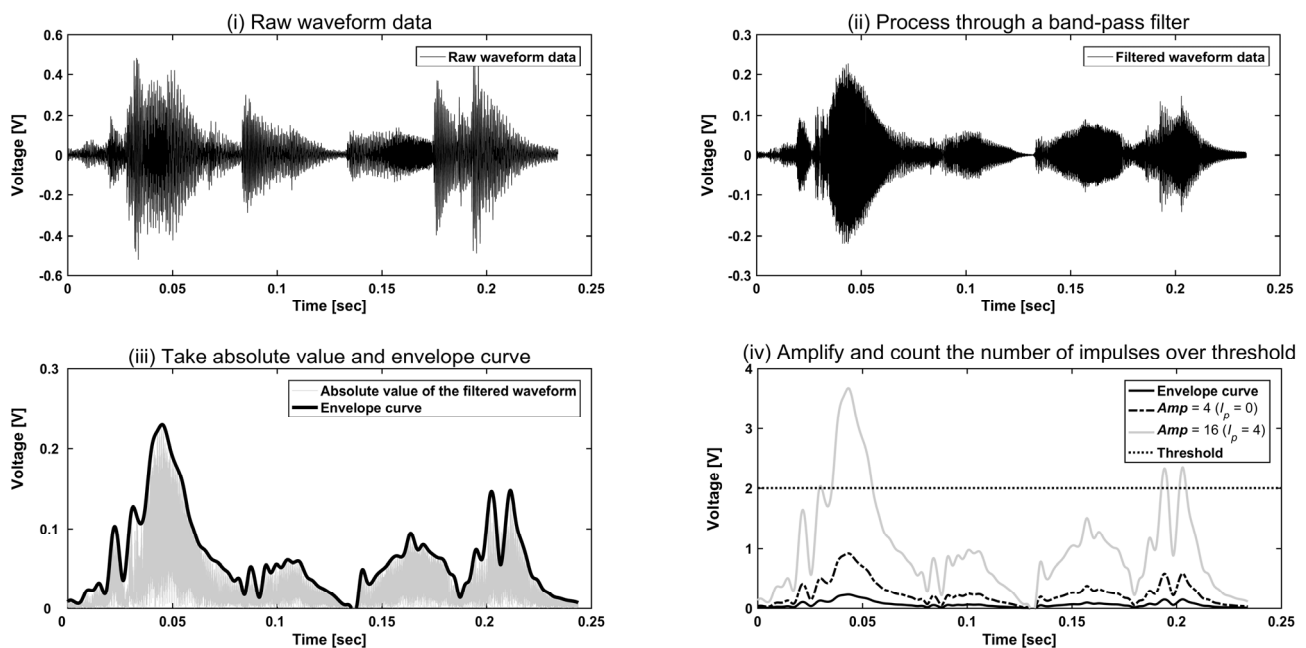 (i) Raw waveform data
Voltage [V]
0.6
0.4
0.2
0
-0.2
-0.4
-0.6
Raw waveform data
0 0.05 0.1 0.15 0.2 0.25
Time [sec]
(ii) Process through a band-pass filter
Voltage [V]
0.3
0.2
0.1
0
-0.1
-0.2
-0.3
Filtered waveform data
0 0.05 0.1 0.15 0.2 0.25
Time [sec]
(iii) Take absolute value and envelope curve
Voltage [V]
0.3
0.2
0.1
0
Absolute value of the filtered waveform
Envelope curve
0 0.05 0.1 0.15 0.2 0.25
Time [sec]
(iv) Amplify and count the number of impulses over threshold
Voltage [V]
4
3
2
1
0
Envelope curve
Amp = 4 (I_p = 0)
Amp = 16 (I_p = 4)
Threshold
0 0.05 0.1 0.15 0.2 0.25
Time [sec]